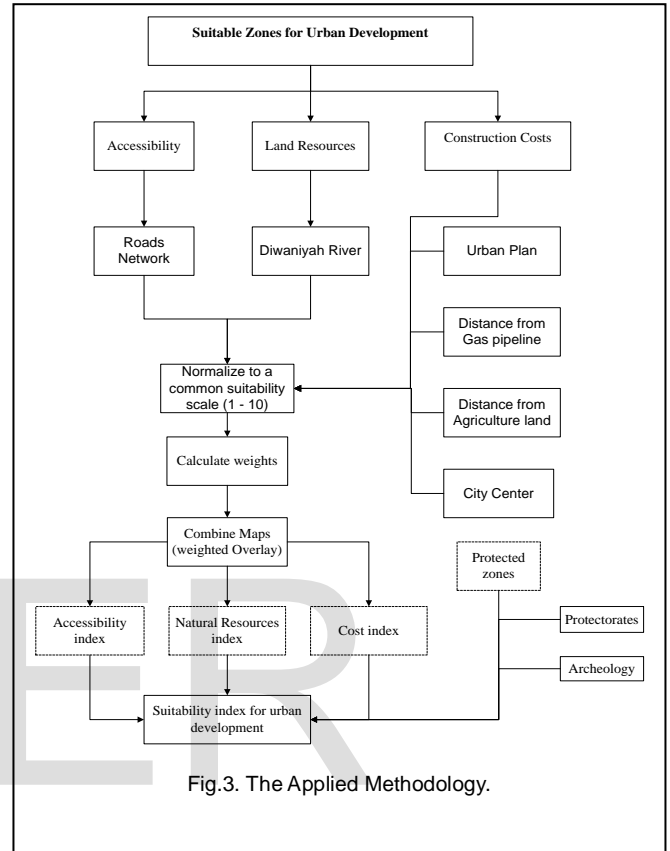 Suitable Zones for Urban Development
Accessibility
Land Resources
Construction Costs
Roads
Network
Diwaniyah River
Urban Plan
Distance from
Gas pipeline
Normalize to a
common suitability
scale (1 - 10)
Distance from
Agriculture land
Calculate weights
City Center
Combine Maps
(weighted Overlay)
Protected
zones
Accessibility
index
Natural Resources
index
Cost index
Protectorates
Archeology
Suitability index for urban
development
ER
Fig.3. The Applied Methodology.